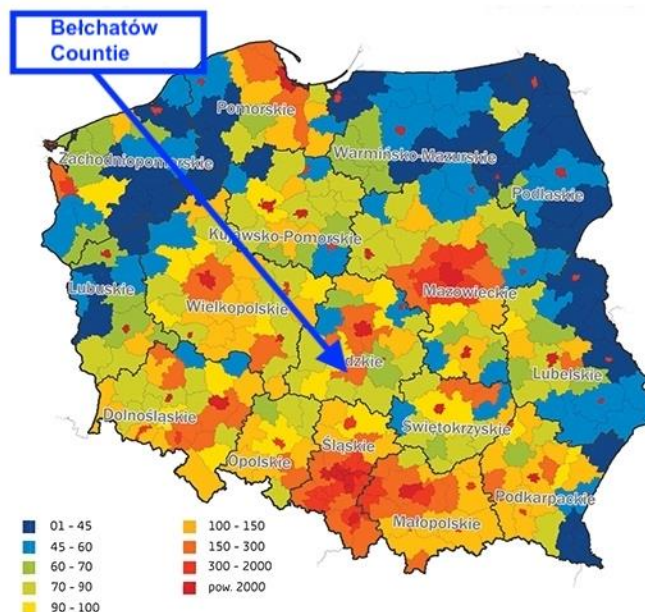 Bełchatów
Countie
Pomorskie
Zachodniopomorskie
Warmińsko-Mazurskie
Podlaskie
Kujawsko-Pomorskie
Lubuskie
Wielkopolskie
Mazowieckie
dzkie
Lubelskie
Dolnośląskie
Opolskie
Śląskie
Świętokrzyskie
Małopolskie
Podkarpackie
01 - 45
45 - 60
60 - 70
70 - 90
90 - 100
100 - 150
150 - 300
300 - 2000
pow. 2000